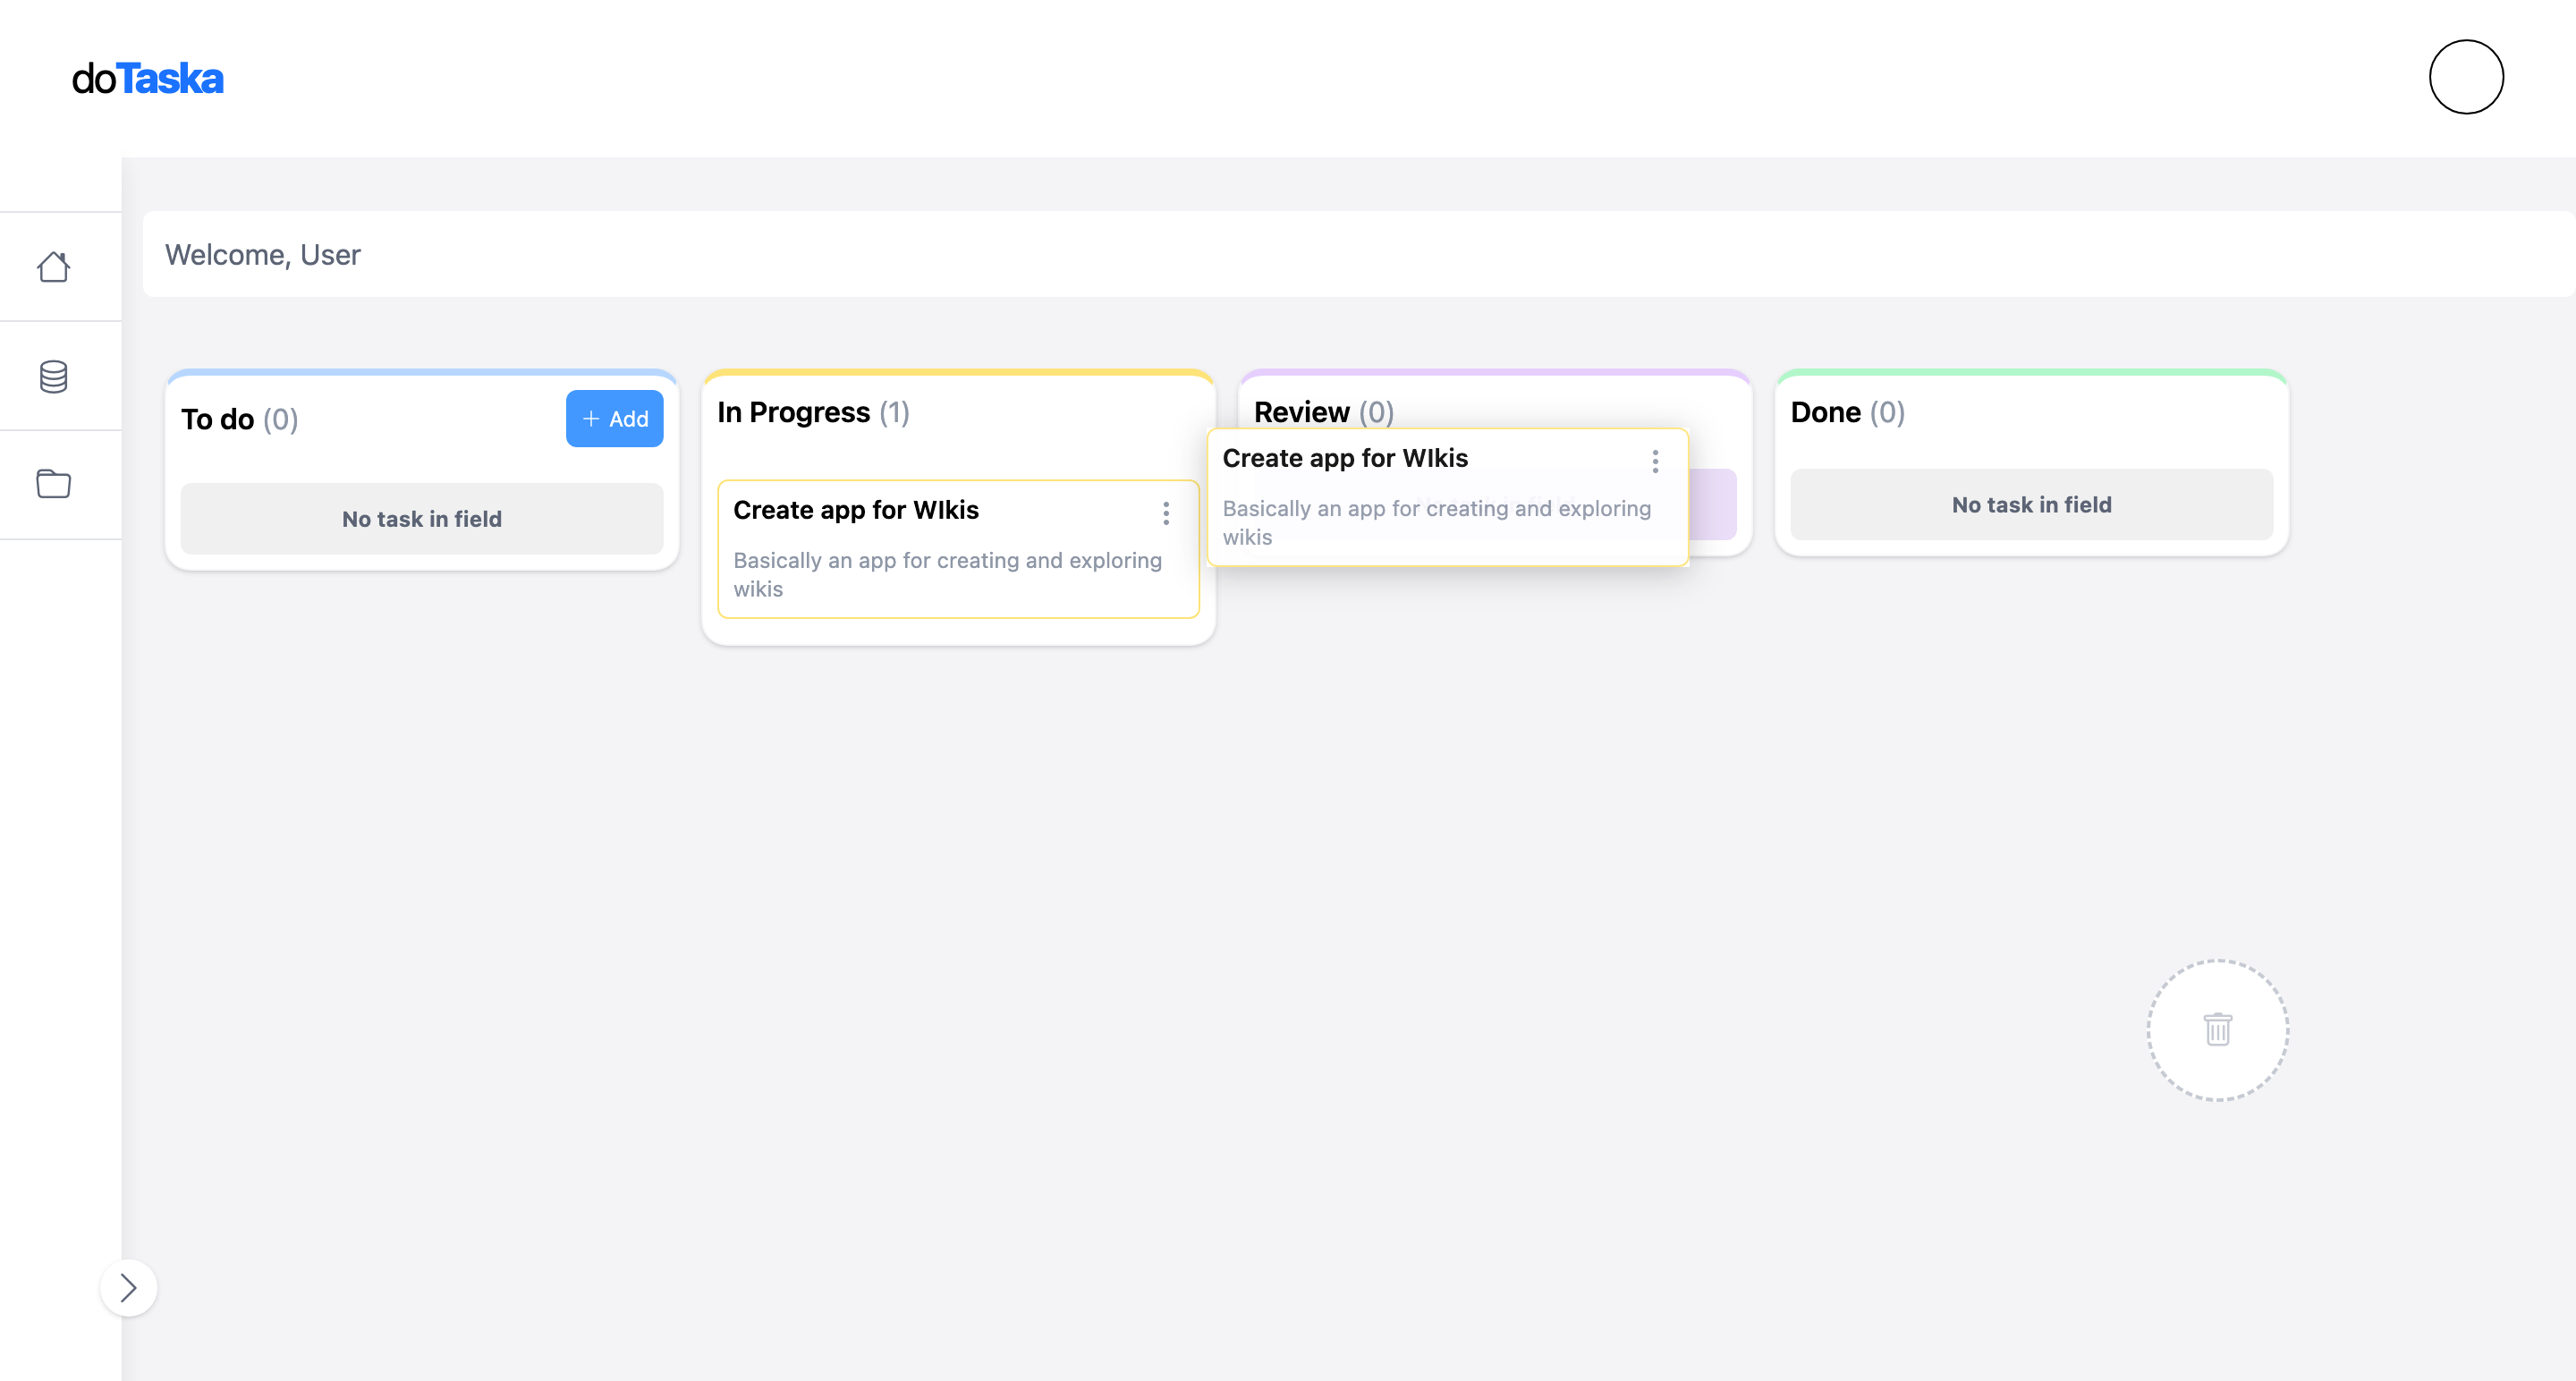 doTaska
Welcome, User
To do (0)
+ Add
No task in field
In Progress (1)
Create app for WIkis
Basically an app for creating and exploring
wikis
Review (0)
Create app for WIkis
Basically an app for creating and exploring
wikis
Done (0)
No task in field